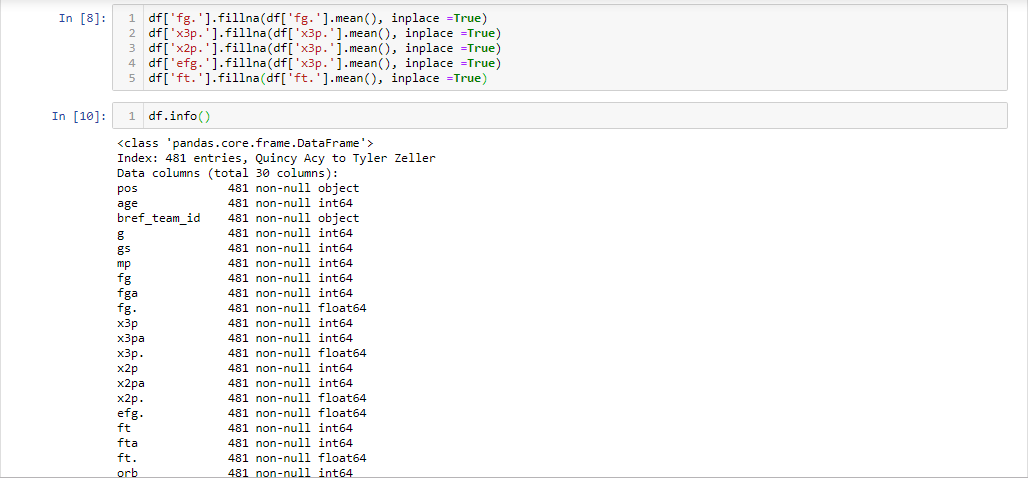 In [8]:
1 df['fg.'].fillna(df['fg.'].mean(), inplace =True)
2 df['x3p.'].fillna(df['x3p.'].mean(), inplace =True)
3 df['x2p.'].fillna(df['x3p.'].mean(), inplace =True)
4 df['efg.'].fillna(df['x3p.'].mean(), inplace =True)
5 df['ft.'].fillna(df['ft.'].mean(), inplace =True)
In [10]:
1 df.info()
<class 'pandas.core.frame.DataFrame'>
Index: 481 entries, Quincy Acy to Tyler Zeller
Data columns (total 30 columns):
pos 481 non-null object
age 481 non-null int64
bref_team_id 481 non-null object
g 481 non-null int64
gs 481 non-null int64
mp 481 non-null int64
fg 481 non-null int64
fga 481 non-null int64
fg. 481 non-null float64
x3p 481 non-null int64
x3pa 481 non-null int64
x3p. 481 non-null float64
x2p 481 non-null int64
x2pa 481 non-null int64
x2p. 481 non-null float64
efg. 481 non-null float64
ft 481 non-null int64
fta 481 non-null int64
ft. 481 non-null float64
orb 481 non-null int64